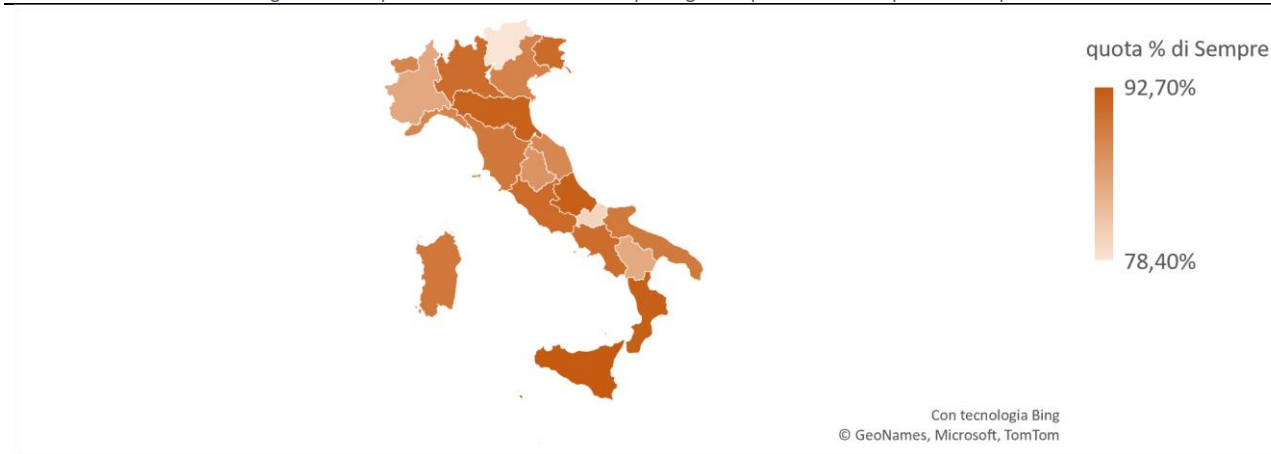 quota % di Sempre
92,70%
78,40%
Con tecnologia Bing
© GeoNames, Microsoft, TomTom